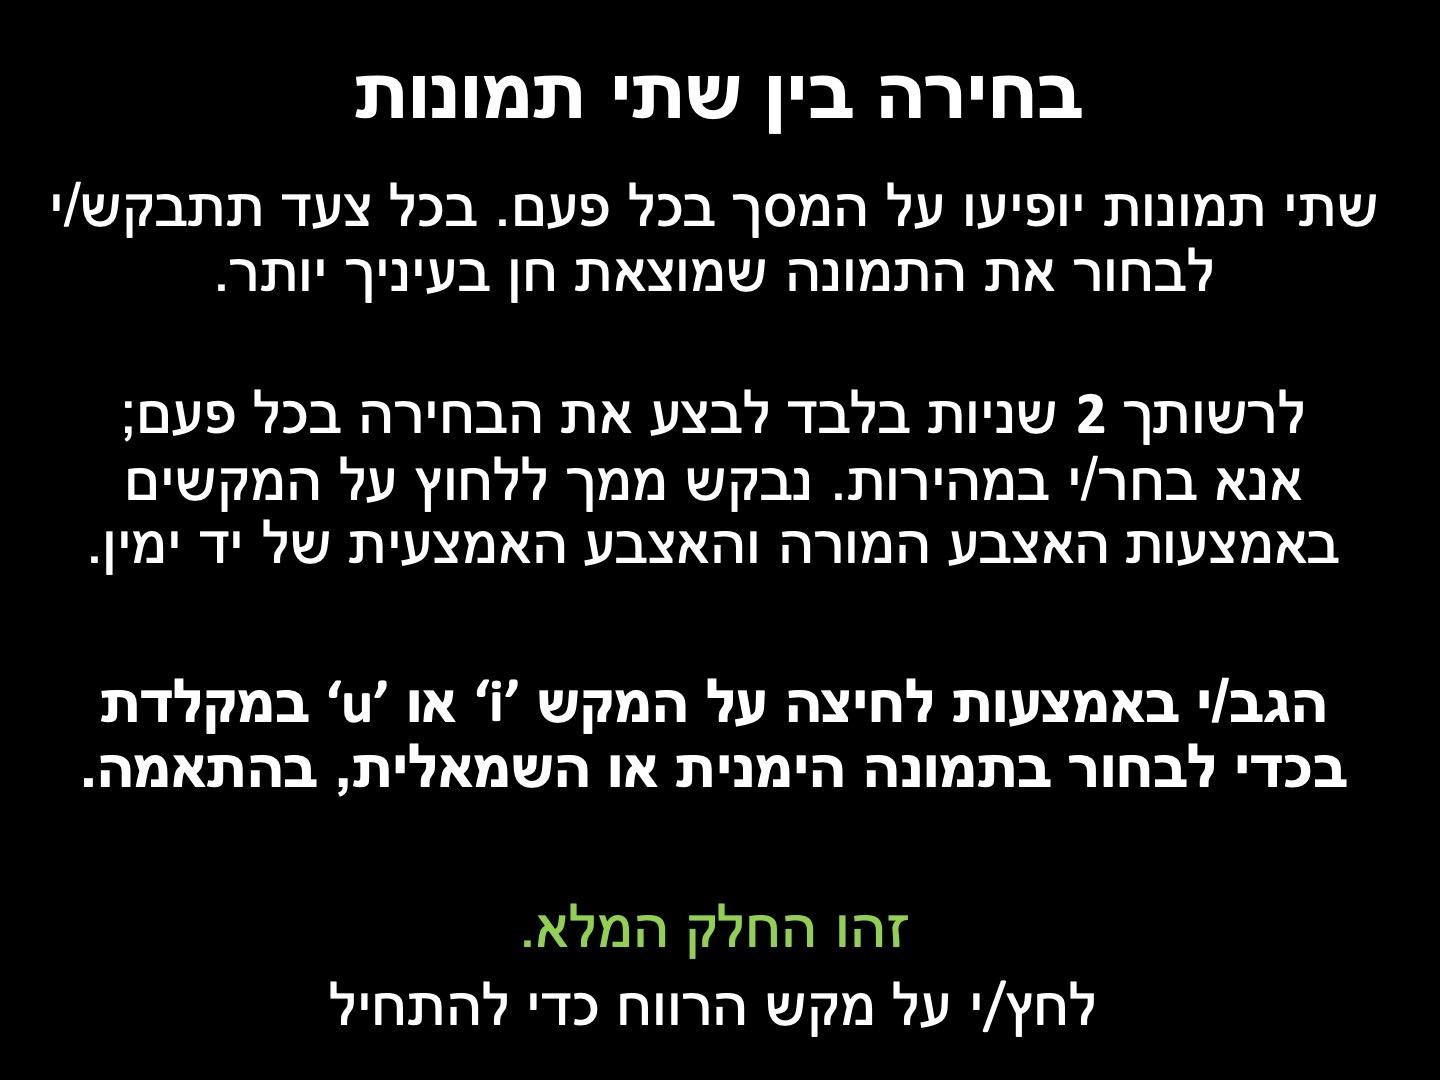 בחירה בין שתי תמונות
שתי תמונות יופיעו על המסך בכל פעם. בכל צעד תתבקש/י
לבחור את התמונה שמוצאת חן בעיניך יותר.
לרשותך 2 שניות בלבד לבצע את הבחירה בכל פעם;
אנא בחר/י במהירות. נבקש ממך ללחוץ על המקשים
באמצעות האצבע המורה והאצבע האמצעית של יד ימין.
הגב/י באמצעות לחיצה על המקש ’i‘ או ’u‘ במקלדת
בכדי לבחור בתמונה הימנית או השמאלית, בהתאמה.
זהו החלק המלא.
לחץ/י על מקש הרווח כדי להתחיל